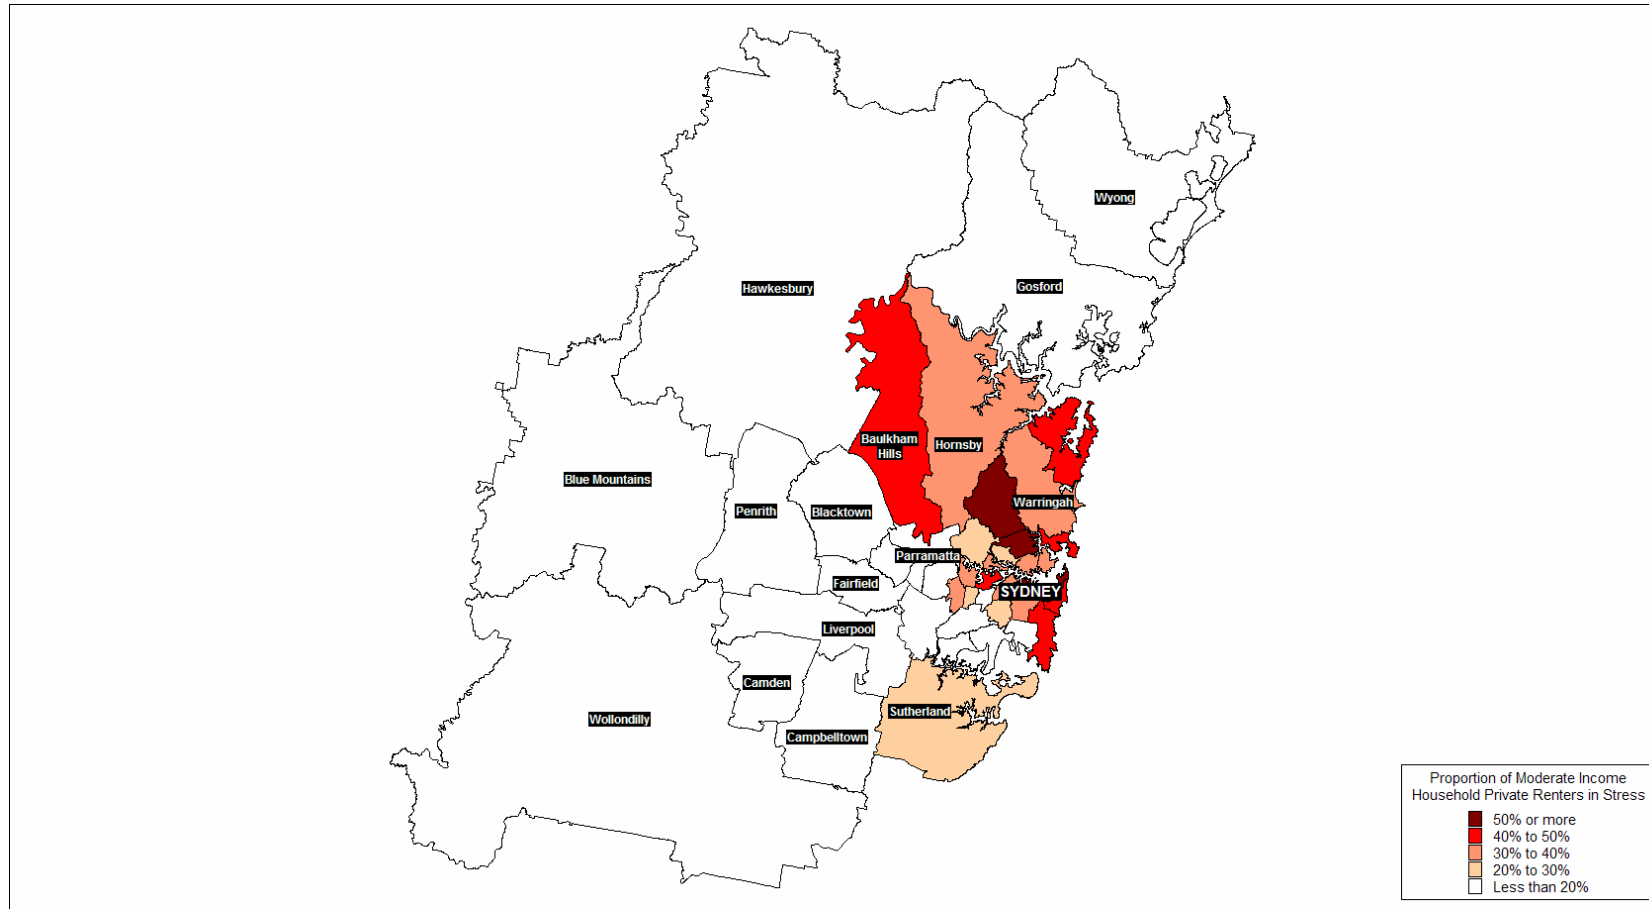 Wyong
Gosford
Hawkesbury
Baulkham
Hills
Hornsby
Blue Mountains
Penrith
Blacktown
Warringah
Parramatta
Fairfield
SYDNEY
Liverpool
Camden
Sutherland
Wollondilly
Campbelltown
Proportion of Moderate Income
Household Private Renters in Stress
50% or more
40% to 50%
30% to 40%
20% to 30%
Less than 20%